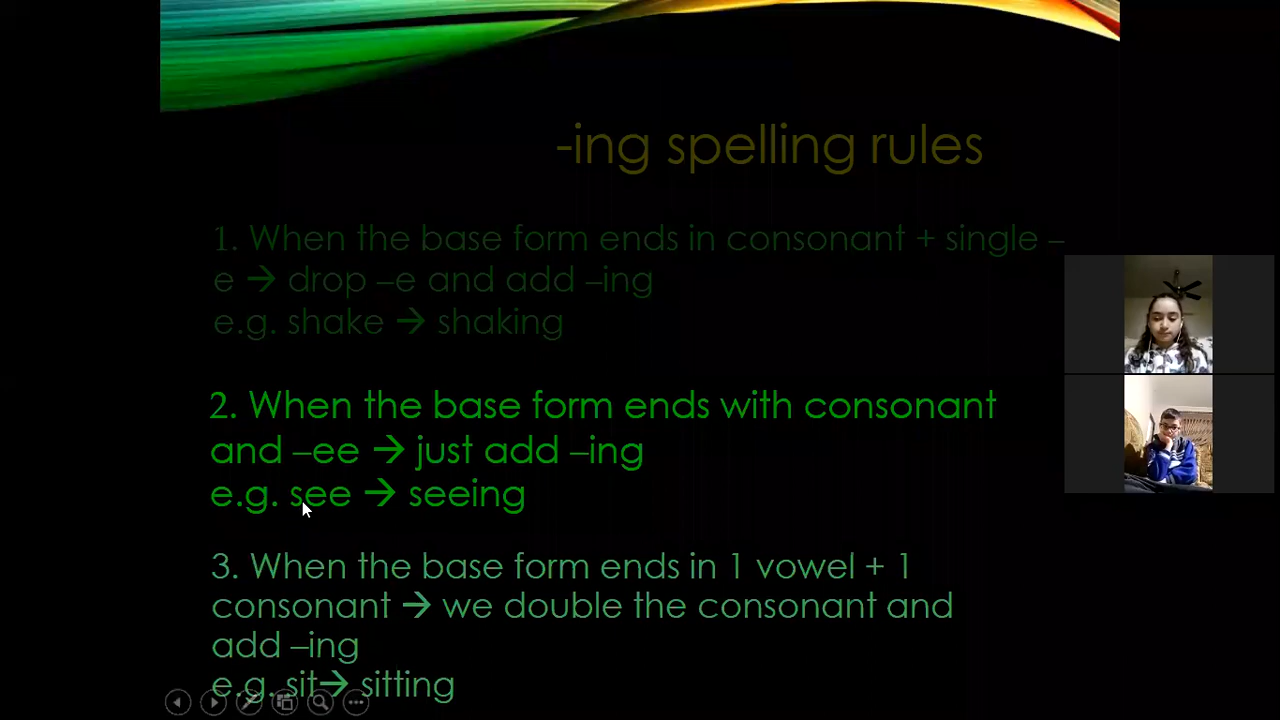 -ing spelling rules
1. When the base form ends in consonant + single –
e → drop –e and add –ing
e.g. shake → shaking
2. When the base form ends with consonant
and –ee → just add –ing
e.g. see → seeing
3. When the base form ends in 1 vowel + 1
consonant → we double the consonant and
add –ing
e.g. sit→ sitting